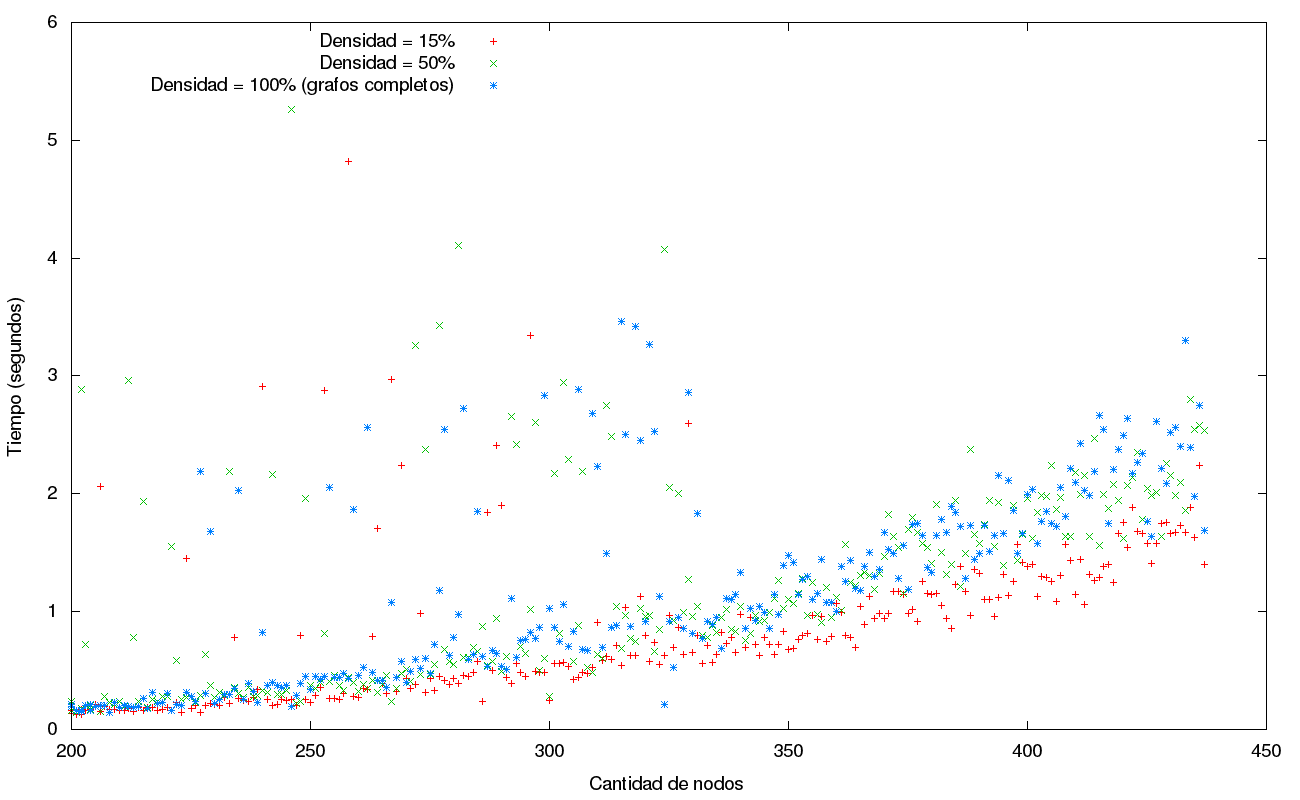 6
5
4
3
2
1
0
200 250 300 350 400 450
Tiempo (segundos)
Cantidad de nodos
Densidad = 15%
Densidad = 50%
Densidad = 100% (grafos completos)